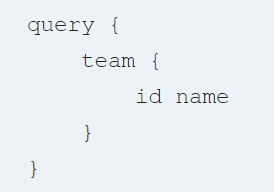 query {
    team {
        id name
    }
}